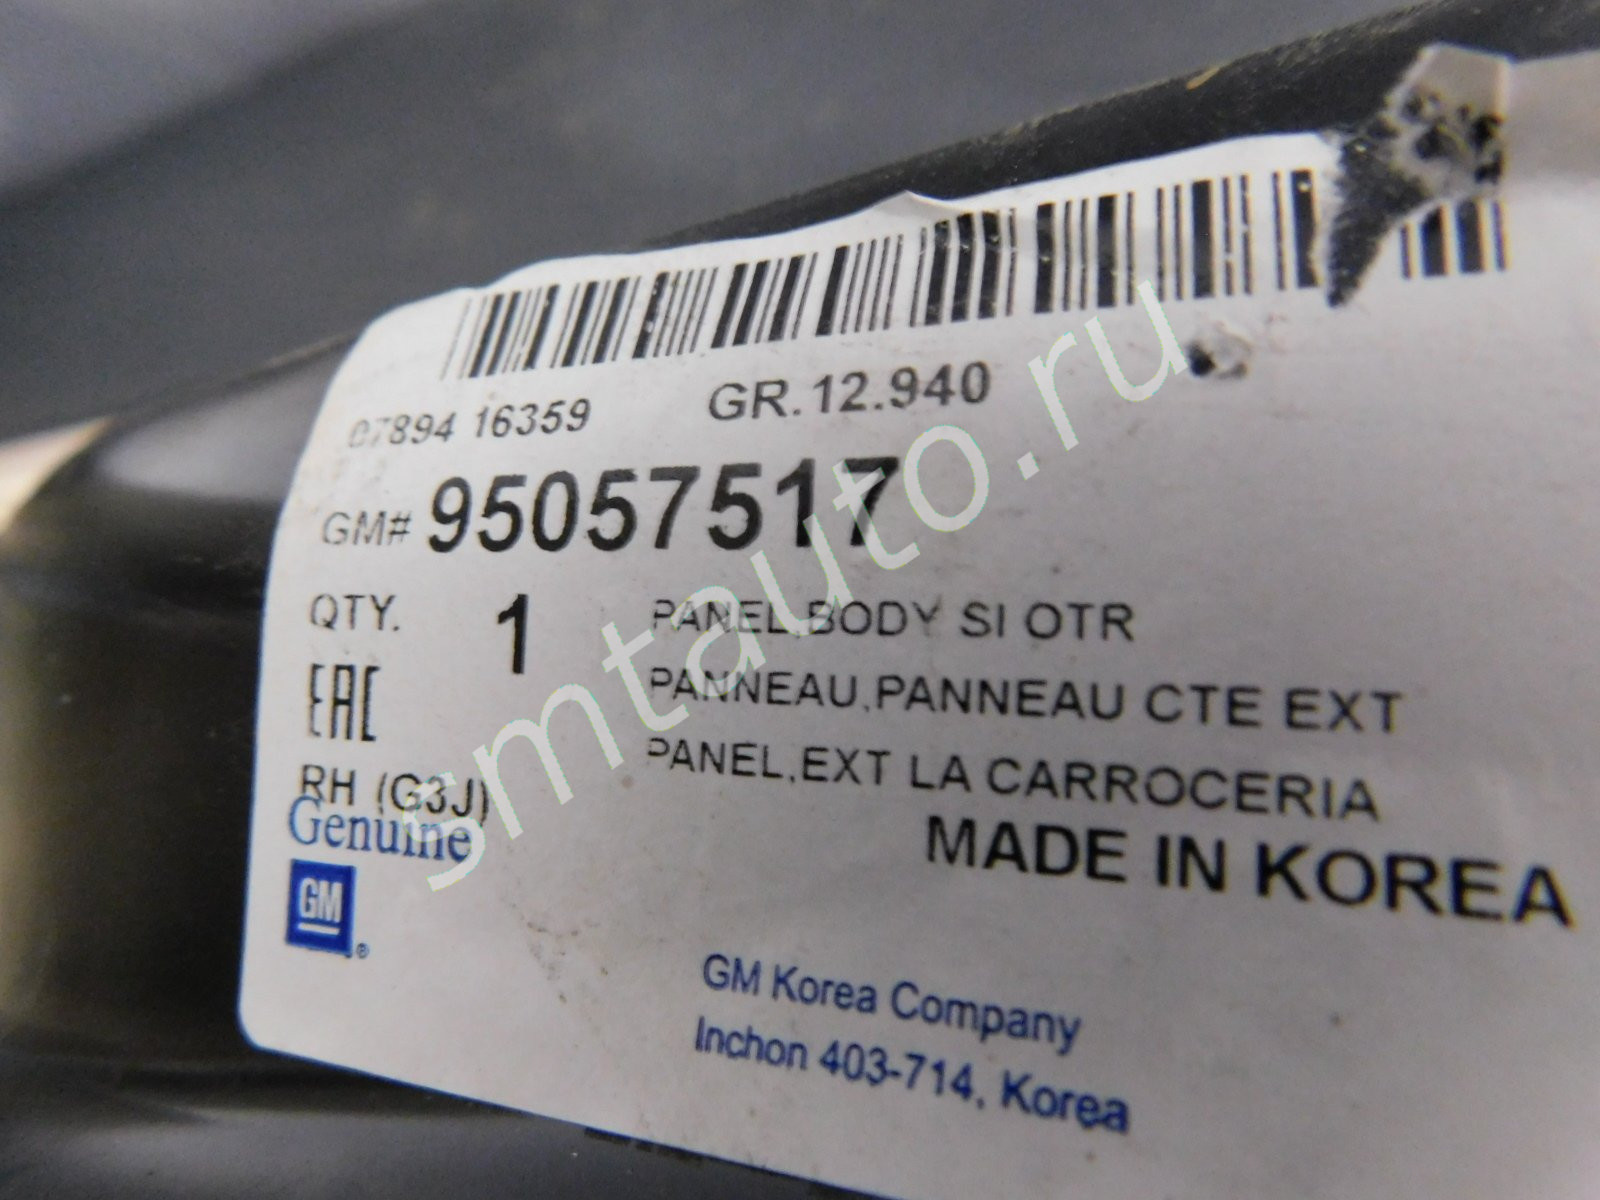 07894 16359 GR.12.940
GM# 95057517
QTY. 1 PANEL,BODY SI OTR
EAC PANNEAU,PANNEAU CTE EXT
RH (G3J) PANEL,EXT LA CARROCERIA
Genuine MADE IN KOREA
GM ®
GM Korea Company
Inchon 403-714, Korea
smtauto.ru